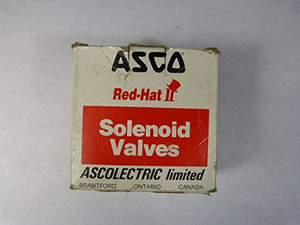 ASCO
Red-Hat II
Solenoid
Valves
ASCOLECTRIC limited
BRANTFORD ONTARIO CANADA